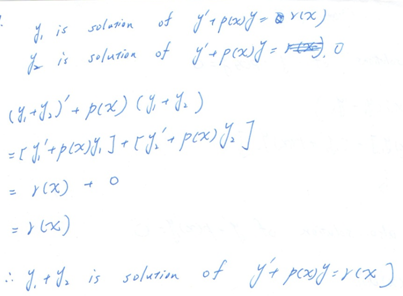 y₁ is solution of y'+p(x)y = r(x)
y₂ is solution of y'+p(x)y = 0
(y₁+y₂)' + p(x) (y₁+y₂)
= [y₁'+p(x)y₁] + [y₂'+p(x)y₂]
= r(x) + 0
= r(x)
∴ y₁+y₂ is solution of y'+p(x)y=r(x)